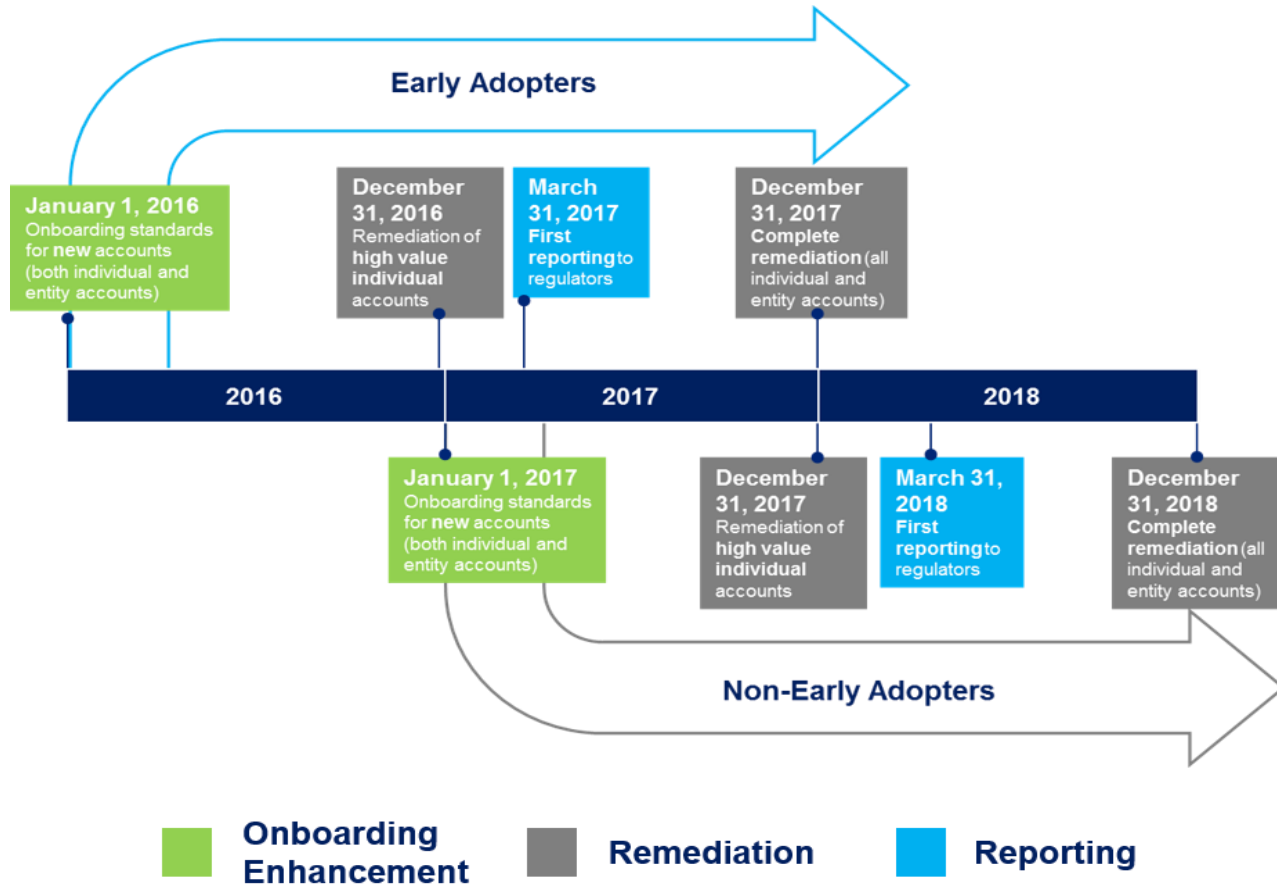 Early Adopters
January 1, 2016
Onboarding standards
for new accounts
(both individual and
entity accounts)
December
31, 2016
Remediation of
high value
individual
accounts
March
31, 2017
First
reporting to
regulators
December
31, 2017
Complete
remediation (all
individual and
entity accounts)
2016
2017
2018
January 1, 2017
Onboarding standards
for new accounts
(both individual and
entity accounts)
December
31, 2017
Remediation of
high value
individual
accounts
March 31,
2018
First
reporting to
regulators
December
31, 2018
Complete
remediation (all
individual and
entity accounts)
Non-Early Adopters
Onboarding
Enhancement
Remediation
Reporting